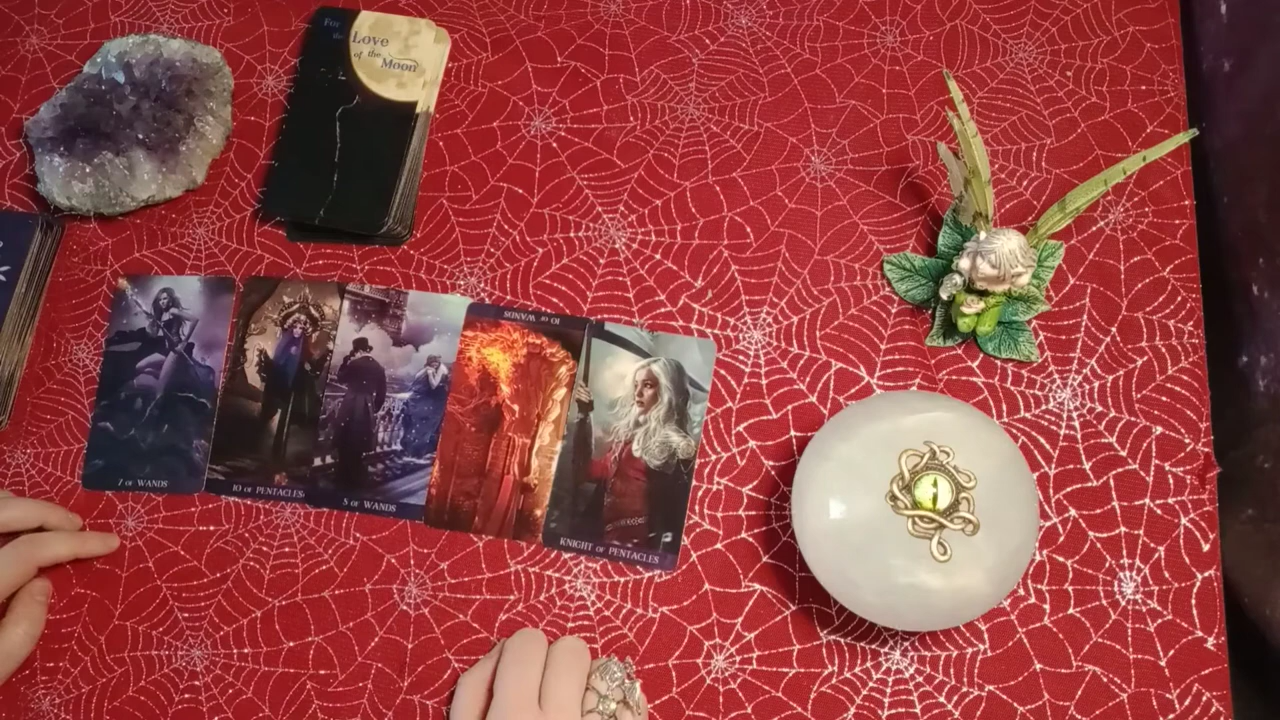 For
the
Love
of the
Moon
10 OF WANDS
7 OF WANDS
10 OF PENTACLES
5 OF WANDS
KNIGHT OF PENTACLES